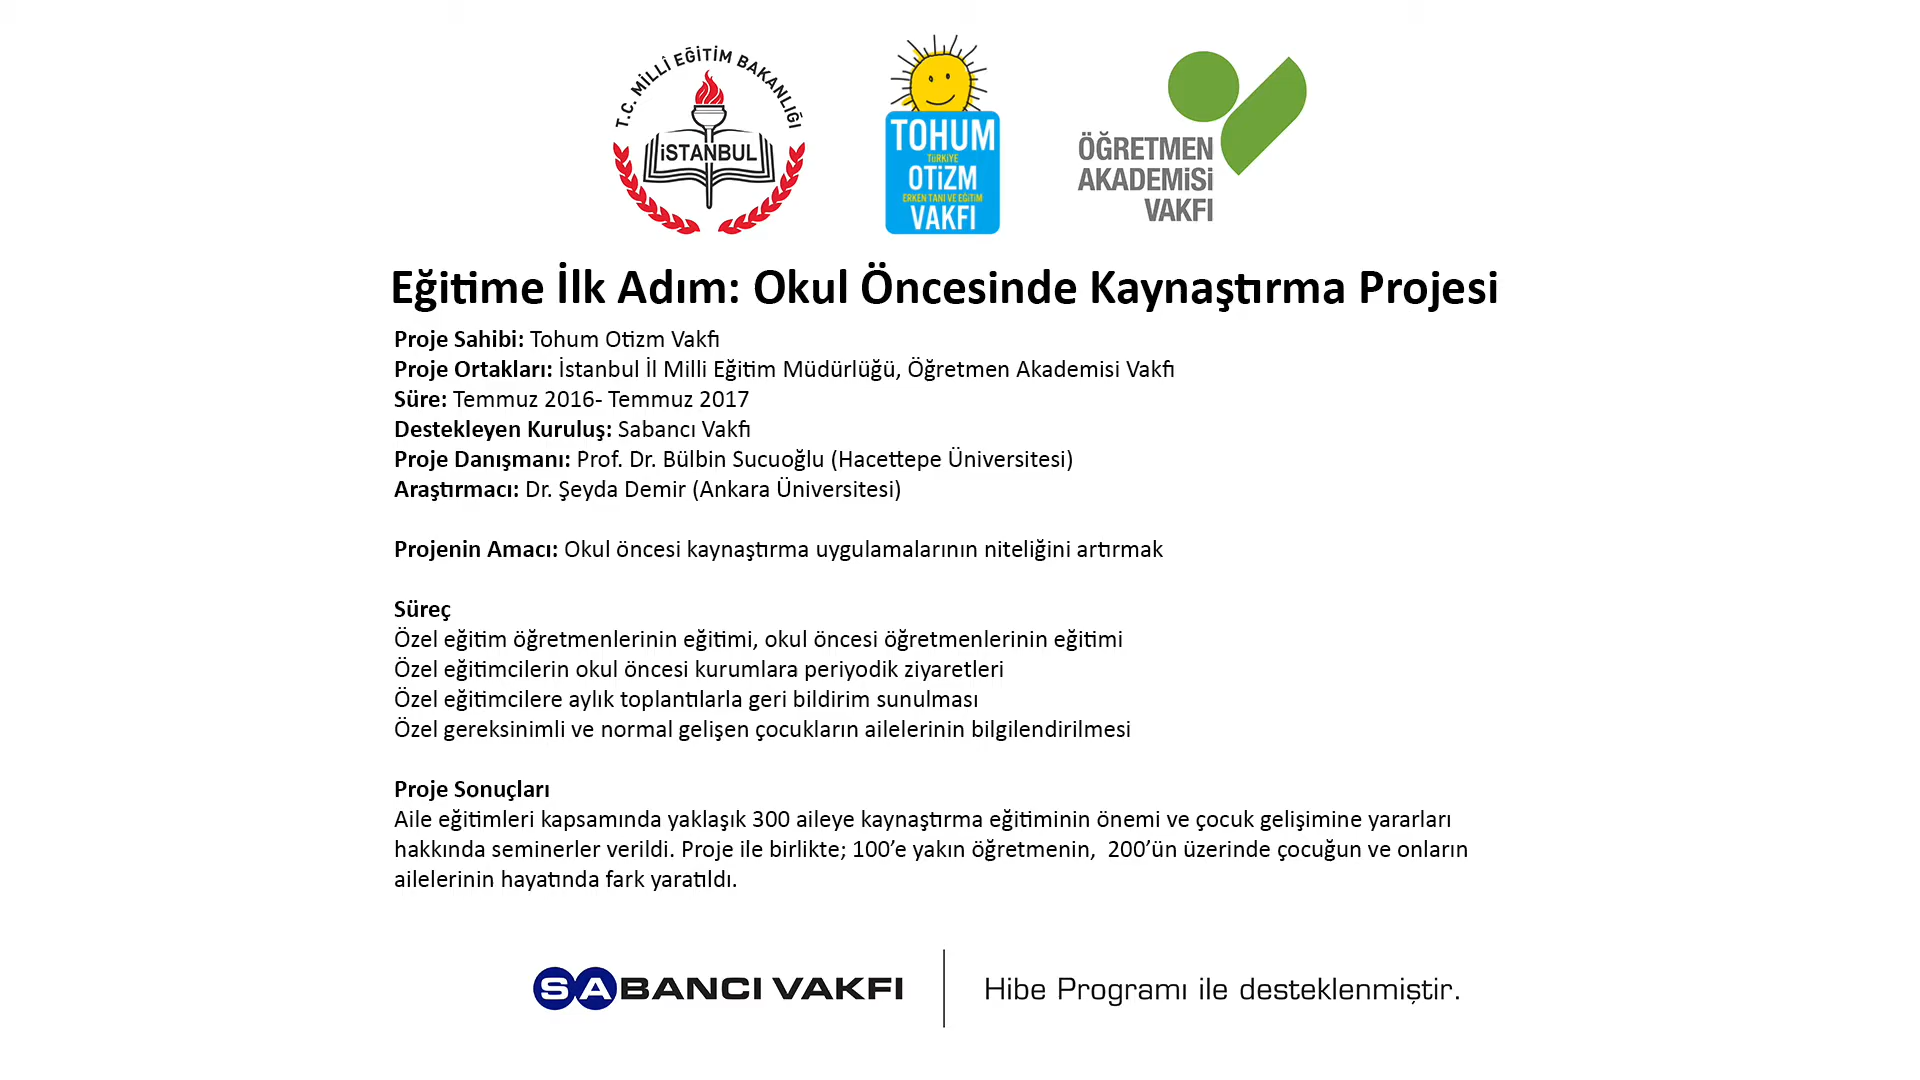 T.C. MİLLÎ EĞİTİM BAKANLIĞI
İSTANBUL
TOHUM
TÜRKİYE
OTİZM
ERKEN TANI VE EĞİTİM
VAKFI
ÖĞRETMEN
AKADEMİSİ
VAKFI
Eğitime İlk Adım: Okul Öncesinde Kaynaştırma Projesi
Proje Sahibi: Tohum Otizm Vakfı
Proje Ortakları: İstanbul İl Milli Eğitim Müdürlüğü, Öğretmen Akademisi Vakfı
Süre: Temmuz 2016- Temmuz 2017
Destekleyen Kuruluş: Sabancı Vakfı
Proje Danışmanı: Prof. Dr. Bülbin Sucuoğlu (Hacettepe Üniversitesi)
Araştırmacı: Dr. Şeyda Demir (Ankara Üniversitesi)
Projenin Amacı: Okul öncesi kaynaştırma uygulamalarının niteliğini artırmak
Süreç
Özel eğitim öğretmenlerinin eğitimi, okul öncesi öğretmenlerinin eğitimi
Özel eğitimcilerin okul öncesi kurumlara periyodik ziyaretleri
Özel eğitimcilere aylık toplantılarla geri bildirim sunulması
Özel gereksinimli ve normal gelişen çocukların ailelerinin bilgilendirilmesi
Proje Sonuçları
Aile eğitimleri kapsamında yaklaşık 300 aileye kaynaştırma eğitiminin önemi ve çocuk gelişimine yararları
hakkında seminerler verildi. Proje ile birlikte; 100’e yakın öğretmenin,  200’ün üzerinde çocuğun ve onların
ailelerinin hayatında fark yaratıldı.
SABANCI VAKFI
Hibe Programı ile desteklenmiştir.